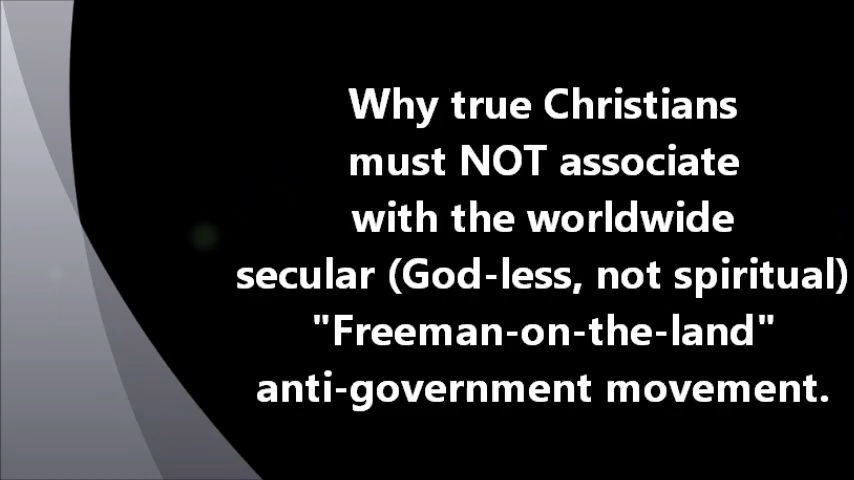 Why true Christians
must NOT associate
with the worldwide
secular (God-less, not spiritual)
"Freeman-on-the-land"
anti-government movement.